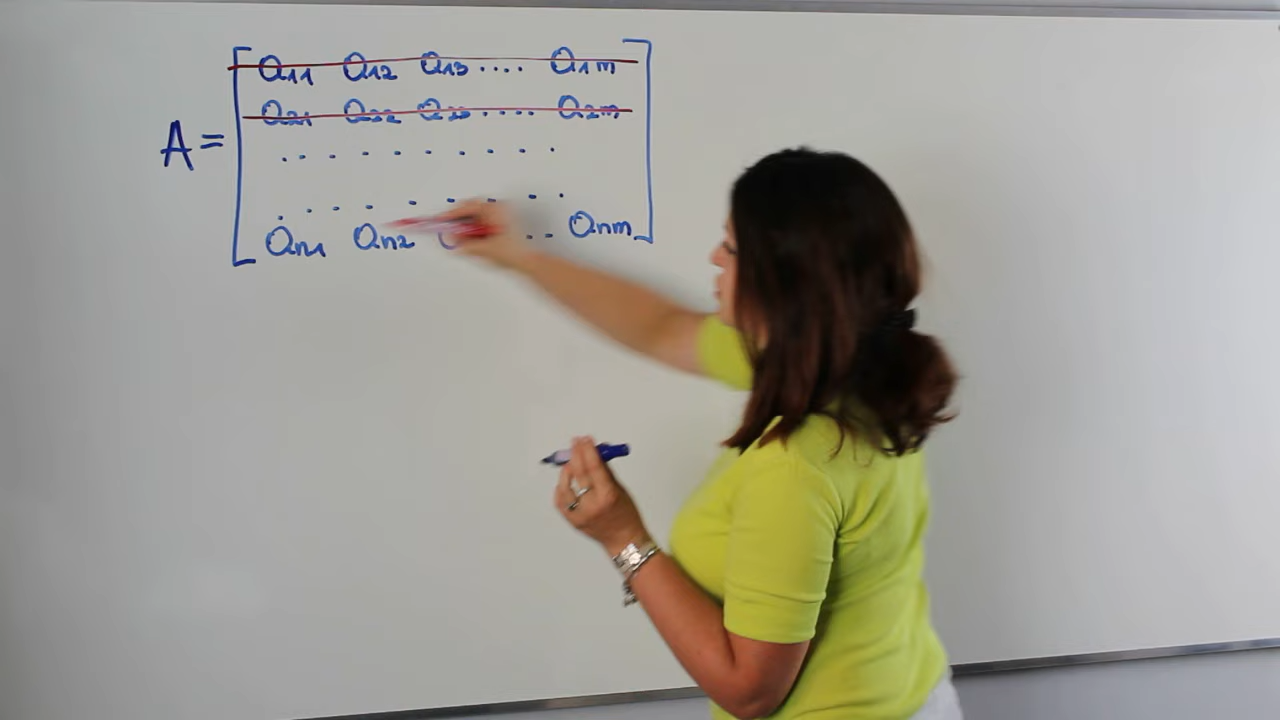 a11 a12 a13 .... a1m
a21 a22 a23 .... a2m
A =
. . . . . . . . . .
. . . . . . . . .
an1 an2 .. anm